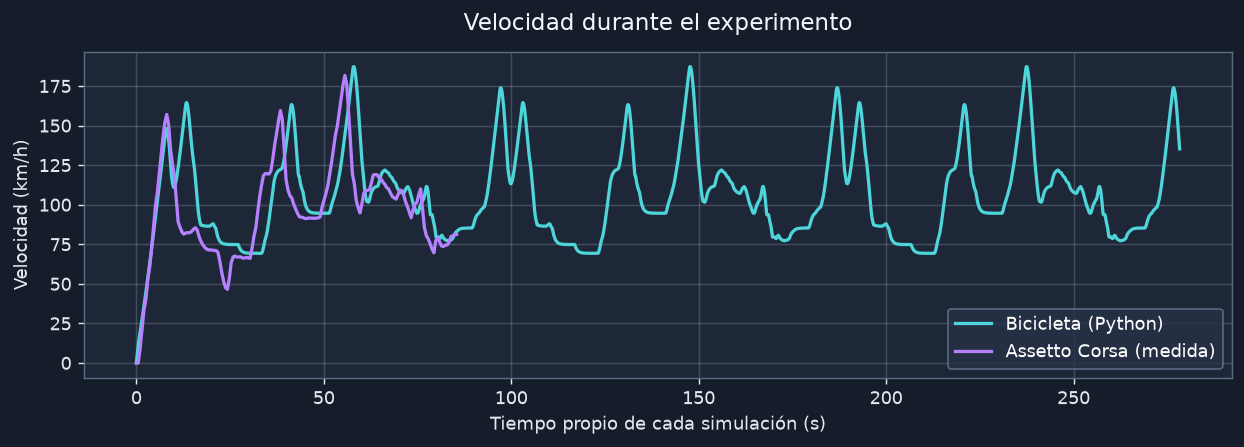 Velocidad durante el experimento
Velocidad (km/h)
175
150
125
100
75
50
25
0
0 50 100 150 200 250
Tiempo propio de cada simulación (s)
Bicicleta (Python)
Assetto Corsa (medida)